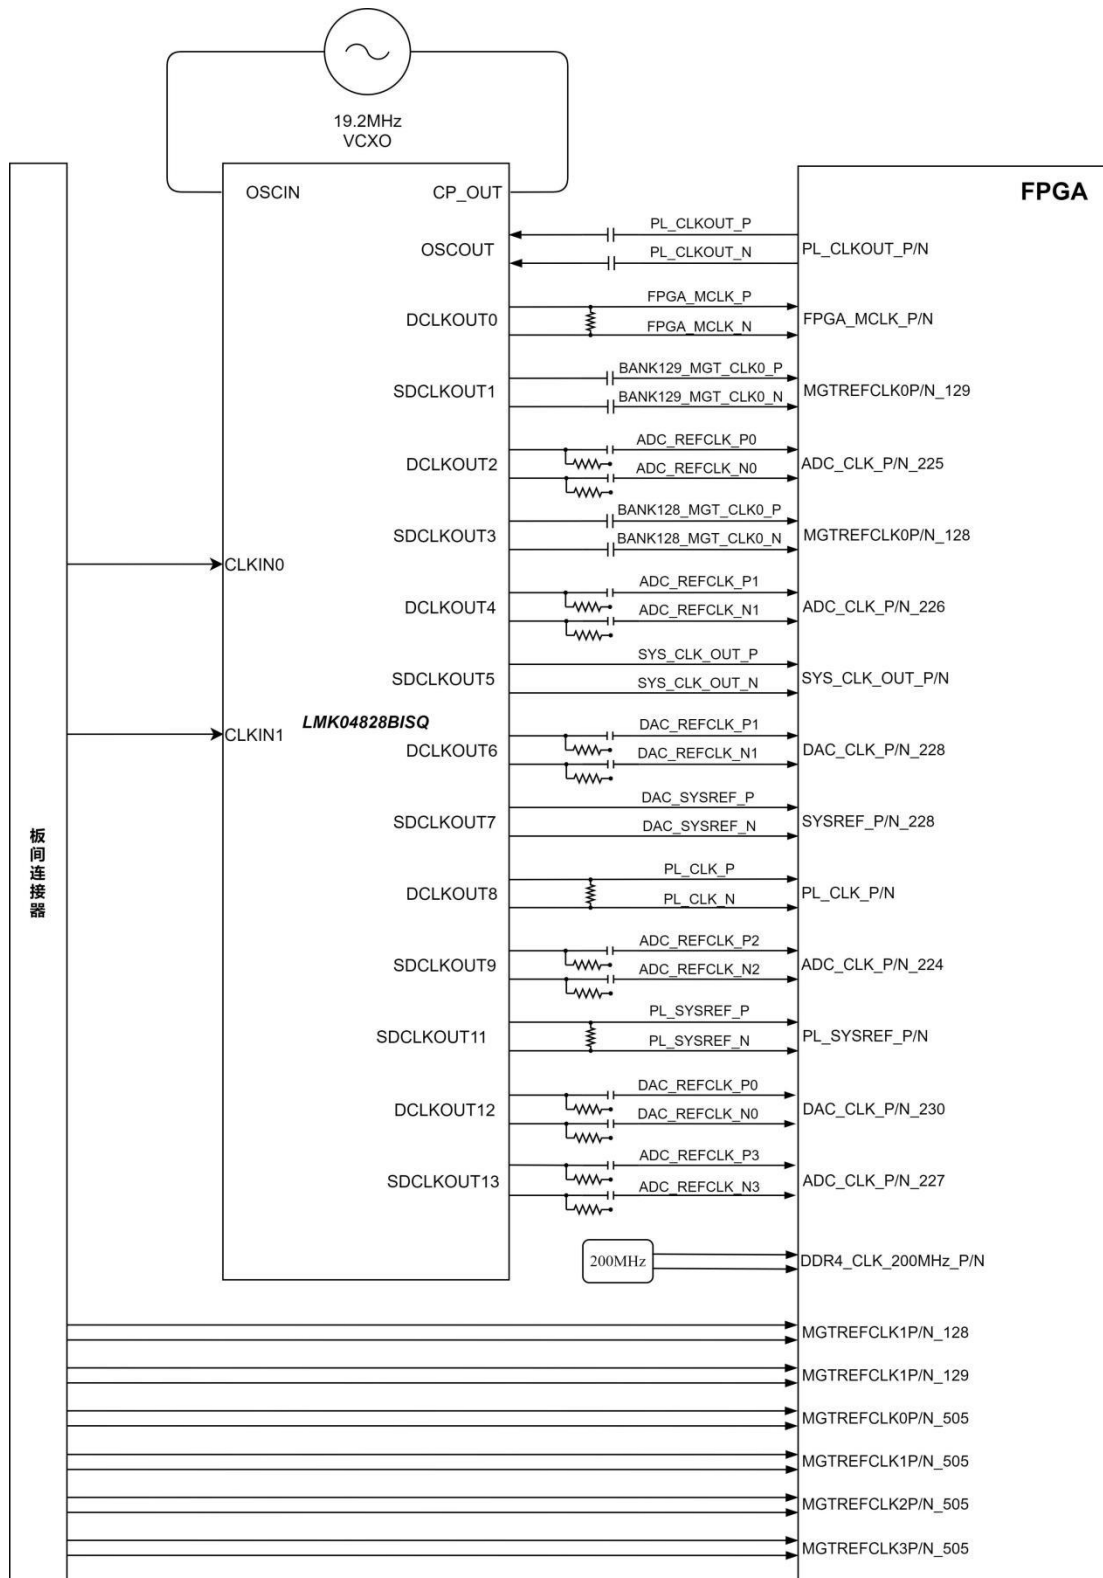 19.2MHz
VCXO
OSCIN
CP_OUT
FPGA
OSCOUT
PL_CLKOUT_P
PL_CLKOUT_N
PL_CLKOUT_P/N
DCLKOUT0
FPGA_MCLK_P
FPGA_MCLK_N
FPGA_MCLK_P/N
SDCLKOUT1
BANK129_MGT_CLK0_P
BANK129_MGT_CLK0_N
MGTREFCLK0P/N_129
DCLKOUT2
ADC_REFCLK_P0
ADC_REFCLK_N0
ADC_CLK_P/N_225
SDCLKOUT3
BANK128_MGT_CLK0_P
BANK128_MGT_CLK0_N
MGTREFCLK0P/N_128
CLKIN0
DCLKOUT4
ADC_REFCLK_P1
ADC_REFCLK_N1
ADC_CLK_P/N_226
SDCLKOUT5
SYS_CLK_OUT_P
SYS_CLK_OUT_N
SYS_CLK_OUT_P/N
LMK04828BISQ
CLKIN1
DCLKOUT6
DAC_REFCLK_P1
DAC_REFCLK_N1
DAC_CLK_P/N_228
SDCLKOUT7
DAC_SYSREF_P
DAC_SYSREF_N
SYSREF_P/N_228
板间连接器
DCLKOUT8
PL_CLK_P
PL_CLK_N
PL_CLK_P/N
SDCLKOUT9
ADC_REFCLK_P2
ADC_REFCLK_N2
ADC_CLK_P/N_224
SDCLKOUT11
PL_SYSREF_P
PL_SYSREF_N
PL_SYSREF_P/N
DCLKOUT12
DAC_REFCLK_P0
DAC_REFCLK_N0
DAC_CLK_P/N_230
SDCLKOUT13
ADC_REFCLK_P3
ADC_REFCLK_N3
ADC_CLK_P/N_227
200MHz
DDR4_CLK_200MHz_P/N
MGTREFCLK1P/N_128
MGTREFCLK1P/N_129
MGTREFCLK0P/N_505
MGTREFCLK1P/N_505
MGTREFCLK2P/N_505
MGTREFCLK3P/N_505